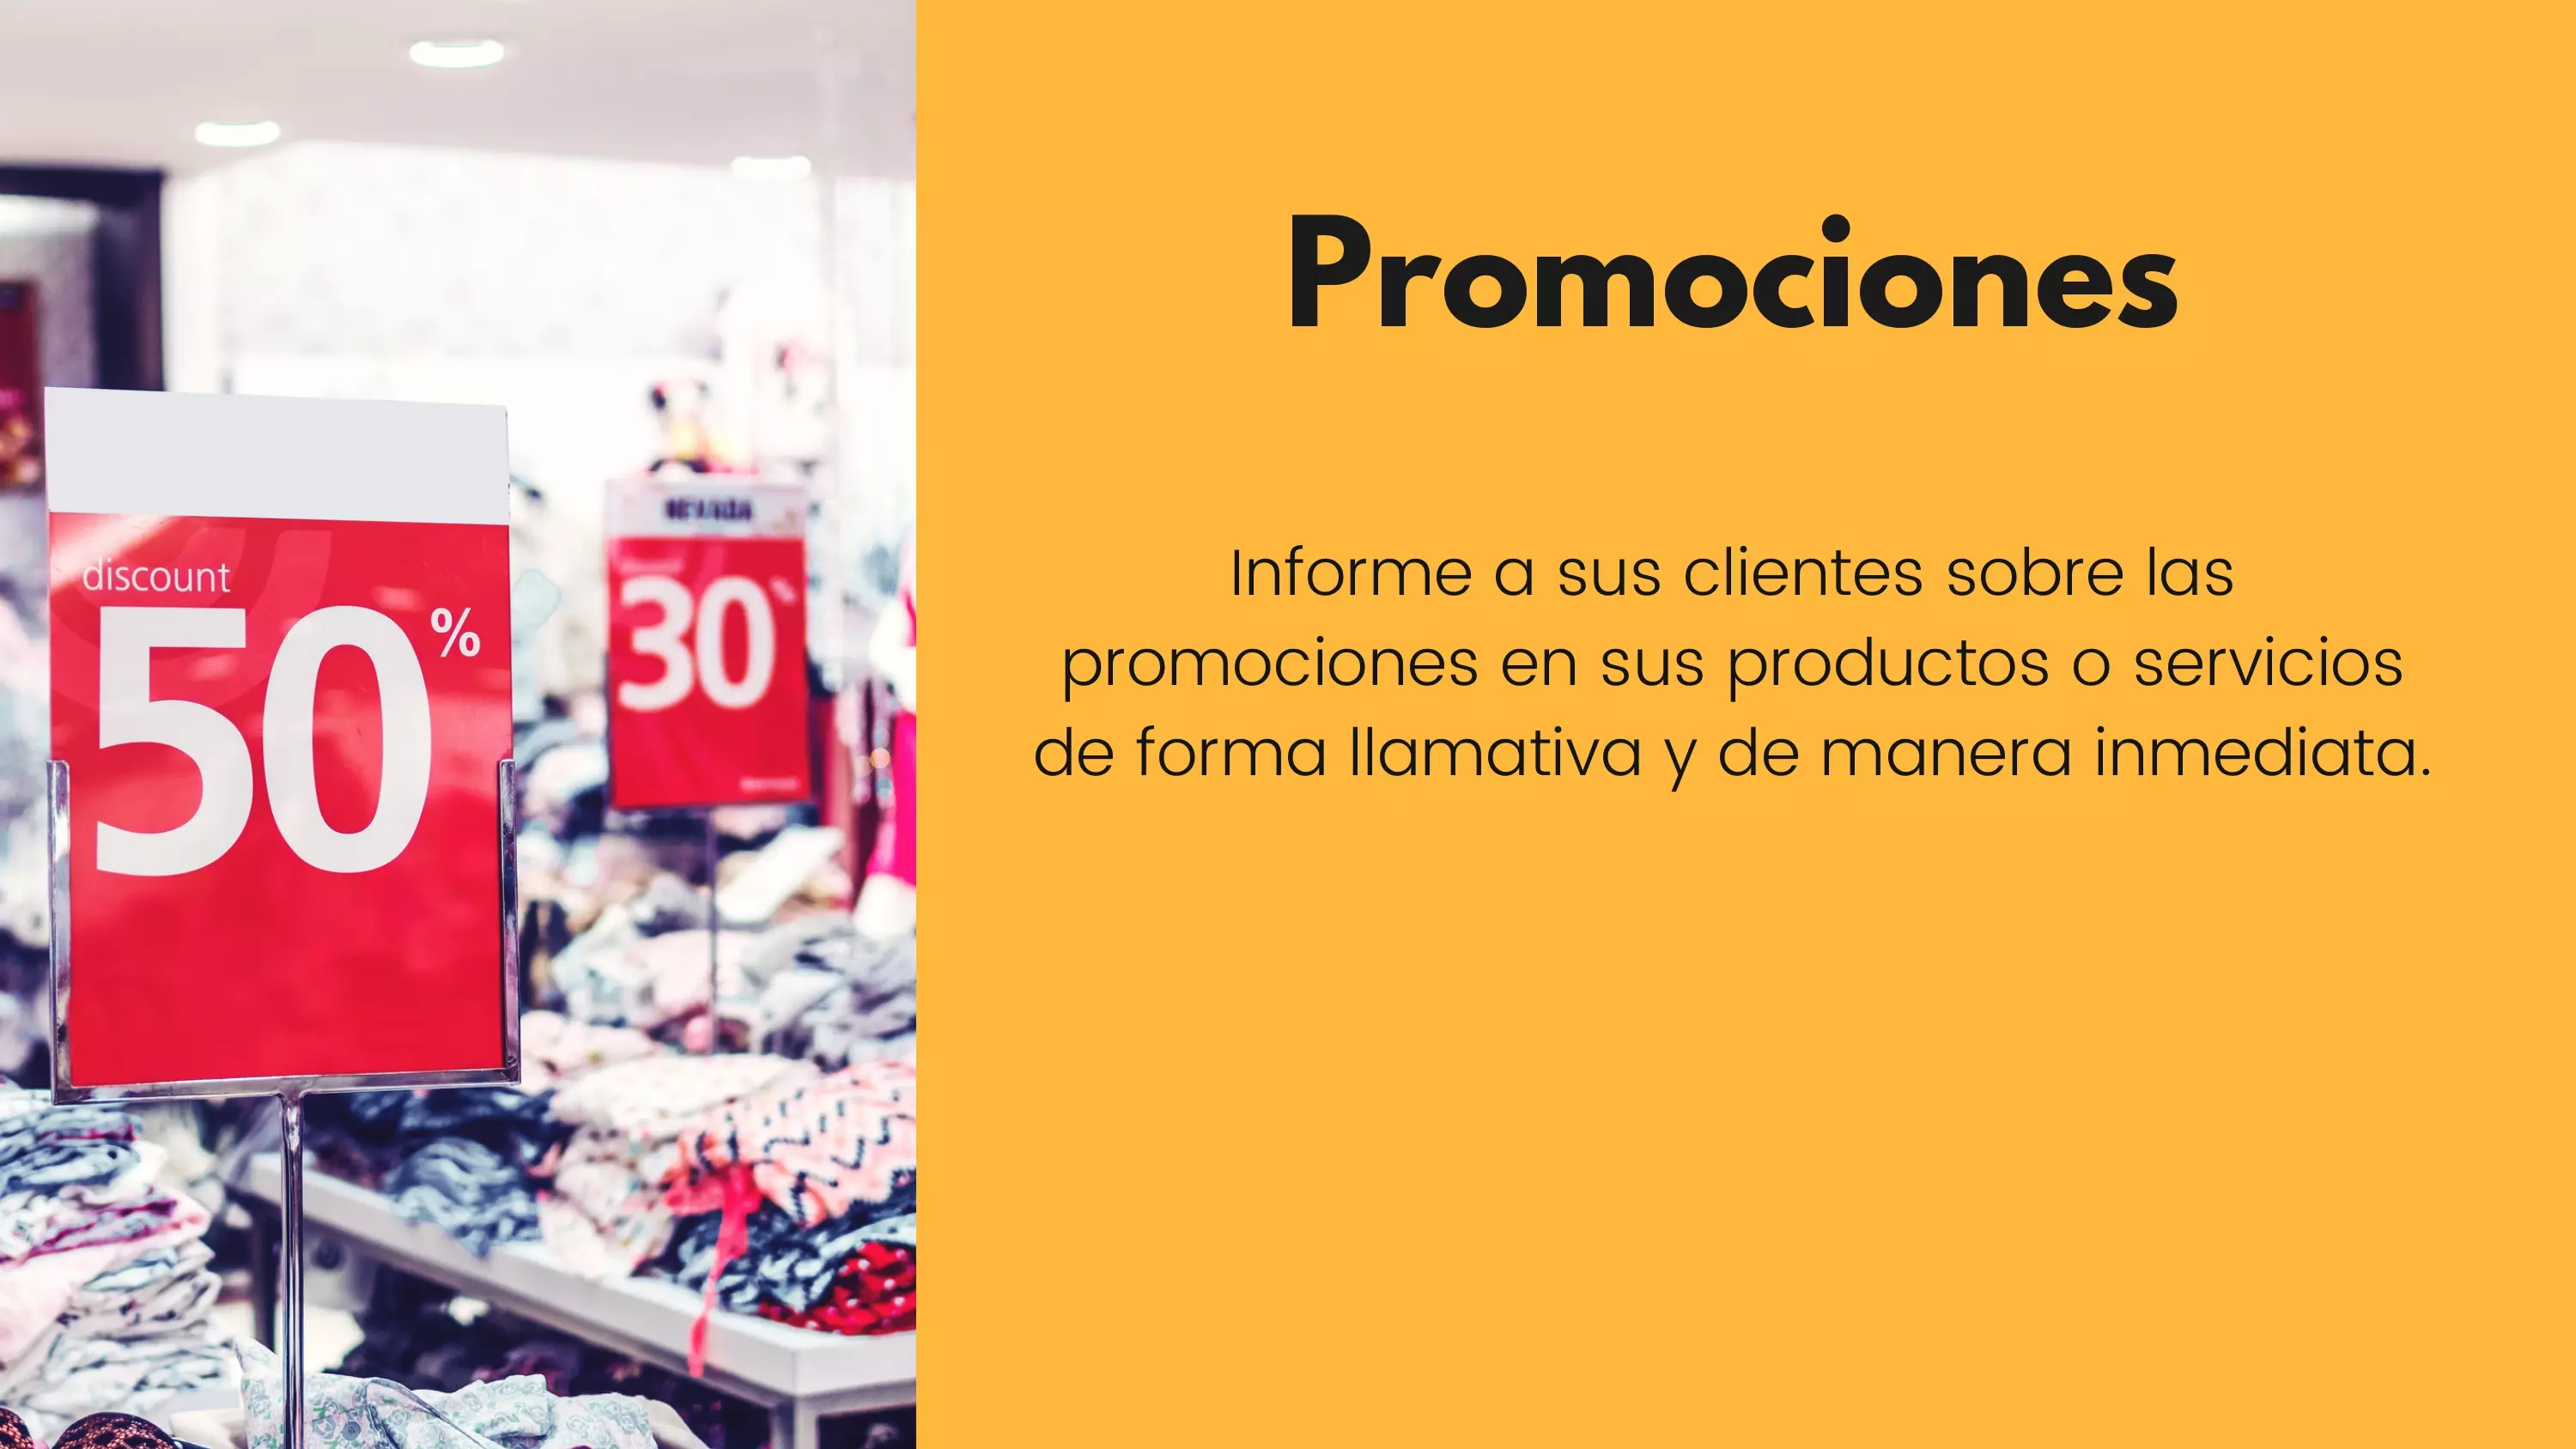 Promociones
Informe a sus clientes sobre las
promociones en sus productos o servicios
de forma llamativa y de manera inmediata.
discount
50%
NEVADA
30%